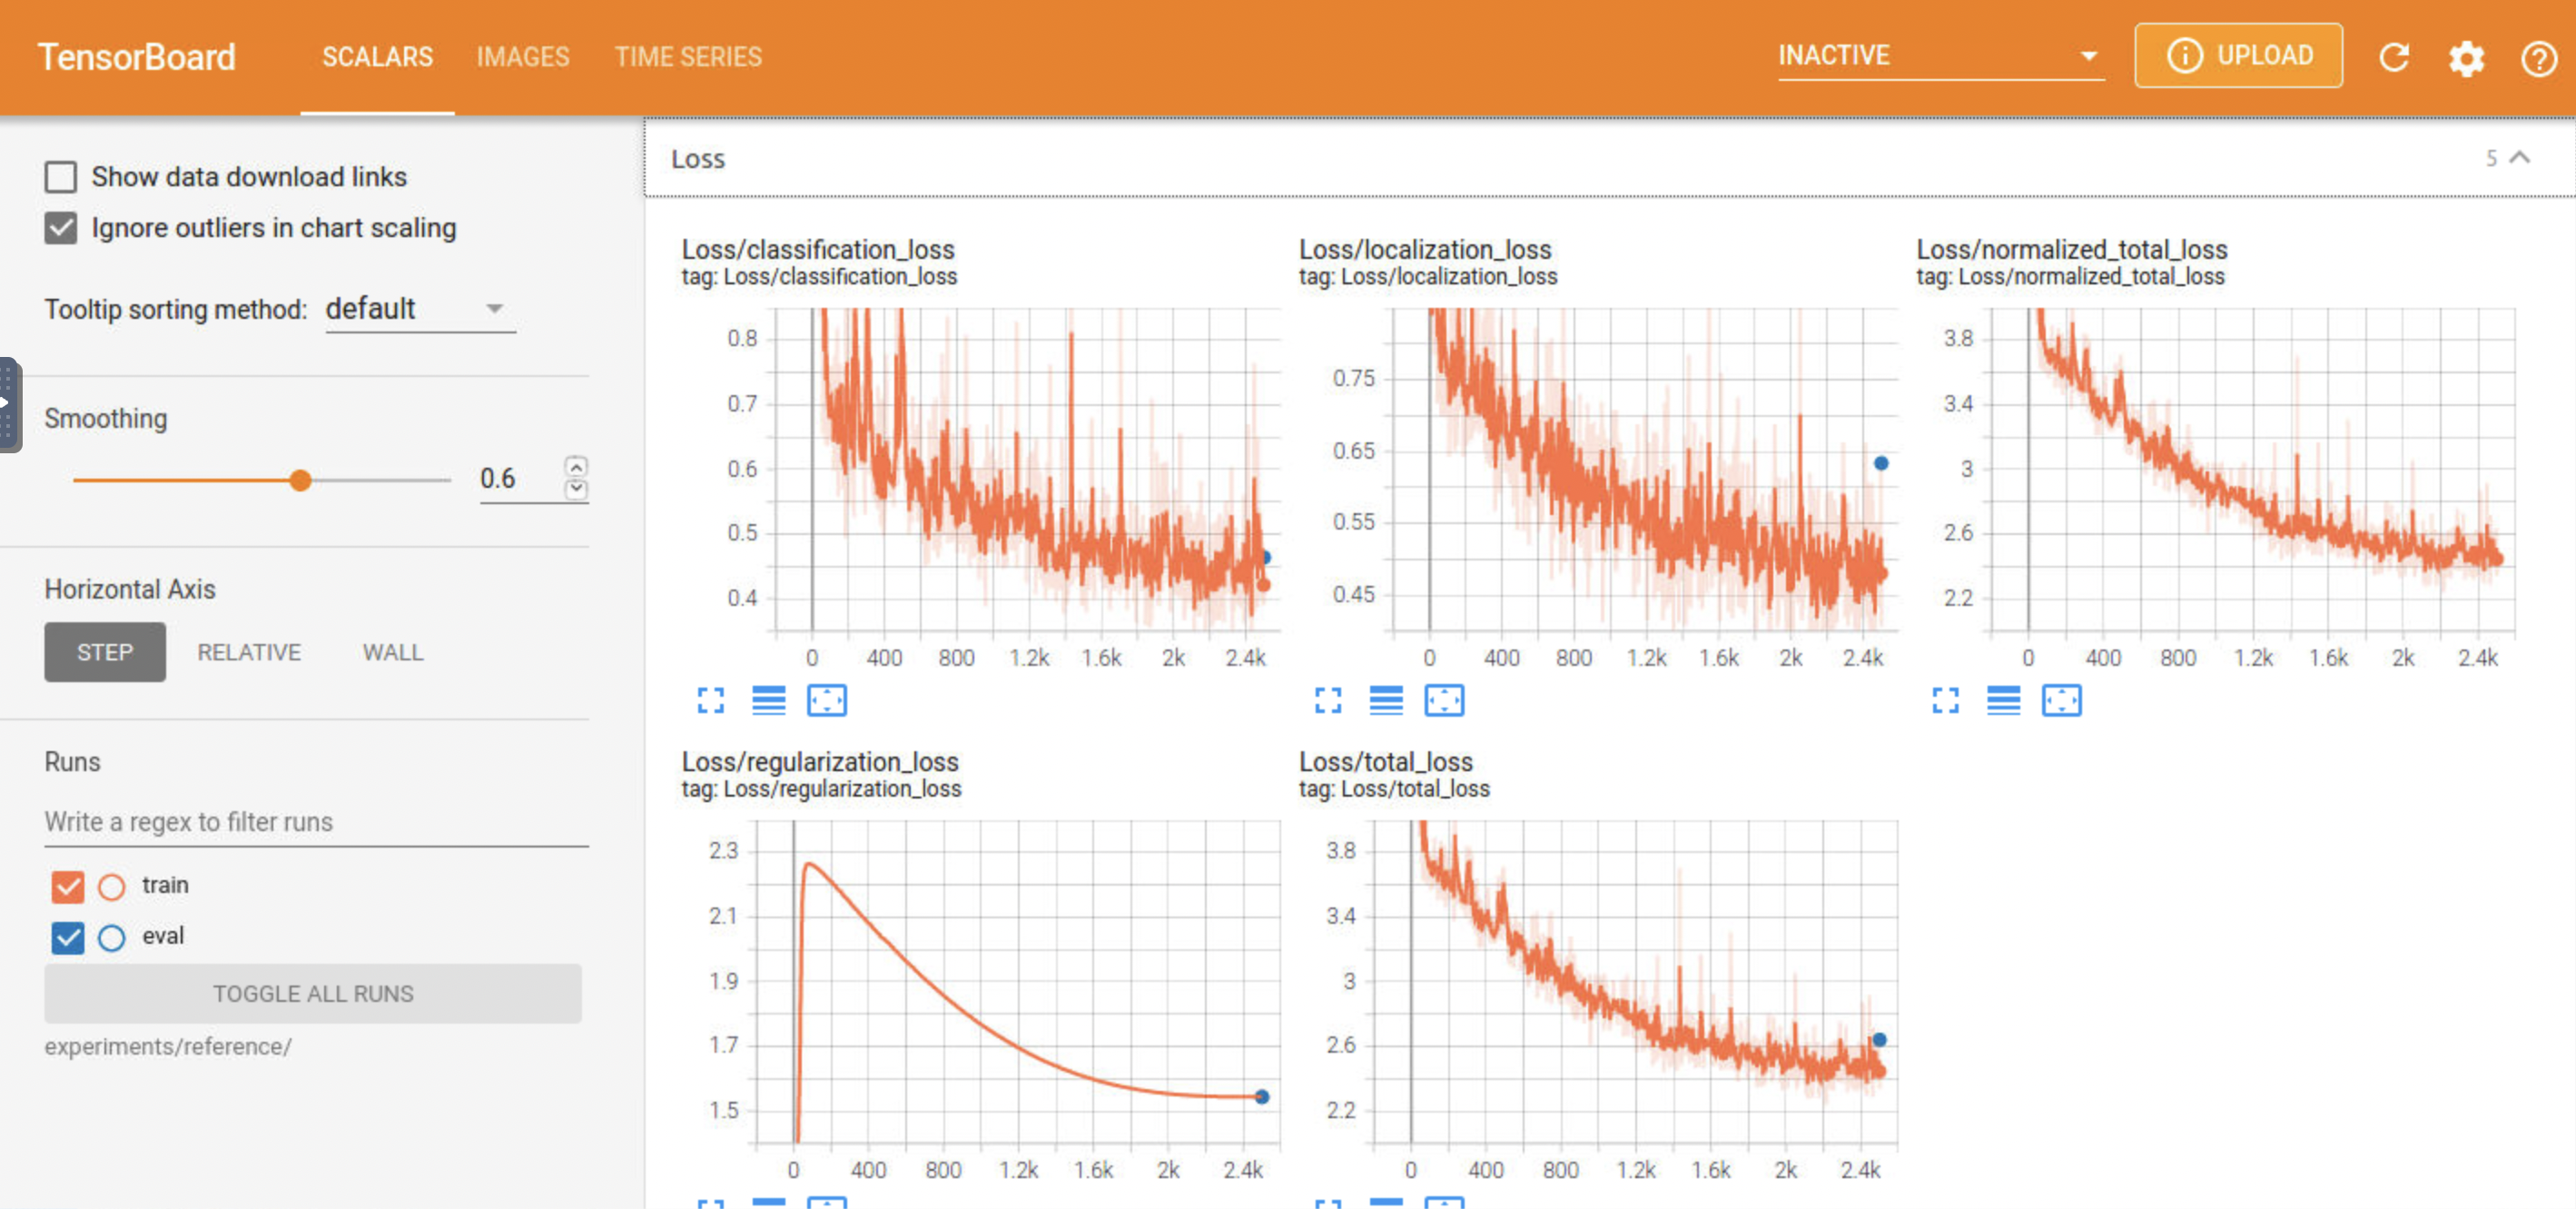 TensorBoard SCALARS IMAGES TIME SERIES INACTIVE UPLOAD
Show data download links
Ignore outliers in chart scaling
Tooltip sorting method: default
Smoothing
0.6
Horizontal Axis
STEP RELATIVE WALL
Runs
Write a regex to filter runs
train
eval
TOGGLE ALL RUNS
experiments/reference/
Loss 5
Loss/classification_loss
tag: Loss/classification_loss
0.8
0.7
0.6
0.5
0.4
0 400 800 1.2k 1.6k 2k 2.4k
Loss/localization_loss
tag: Loss/localization_loss
0.75
0.65
0.55
0.45
0 400 800 1.2k 1.6k 2k 2.4k
Loss/normalized_total_loss
tag: Loss/normalized_total_loss
3.8
3.4
3
2.6
2.2
0 400 800 1.2k 1.6k 2k 2.4k
Loss/regularization_loss
tag: Loss/regularization_loss
2.3
2.1
1.9
1.7
1.5
0 400 800 1.2k 1.6k 2k 2.4k
Loss/total_loss
tag: Loss/total_loss
3.8
3.4
3
2.6
2.2
0 400 800 1.2k 1.6k 2k 2.4k